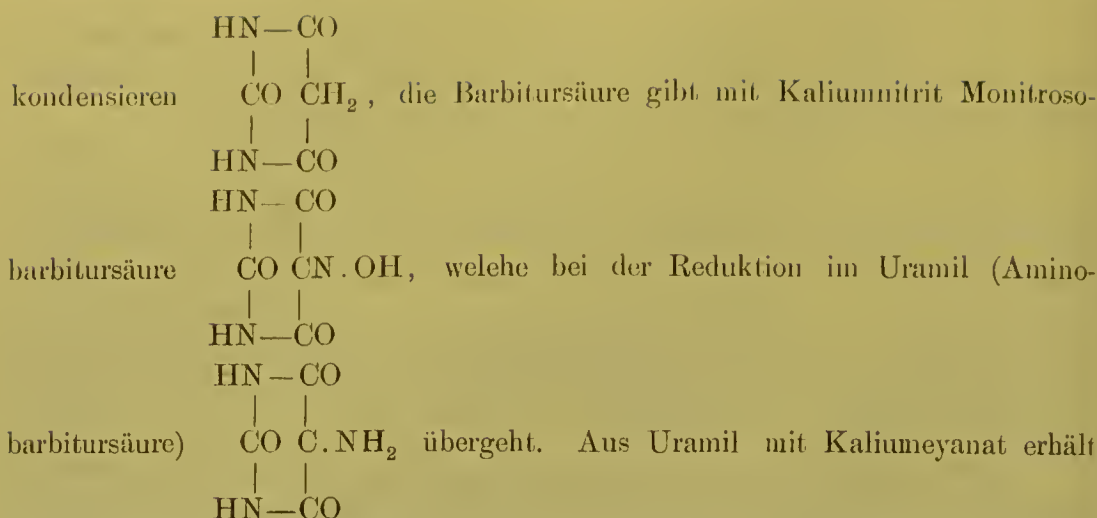 HN—CO
| |
kondensieren CO CH₂, die Barbitursäure gibt mit Kaliumnitrit Monitroso-
| |
HN—CO
HN—CO
| |
barbitursäure CO CN.OH, welehe bei der Reduktion im Uramil (Amino-
| |
HN—CO
HN—CO
| |
barbitursäure) CO C.NH₂ übergeht. Aus Uramil mit Kaliumeyanat erhält
| |
HN—CO